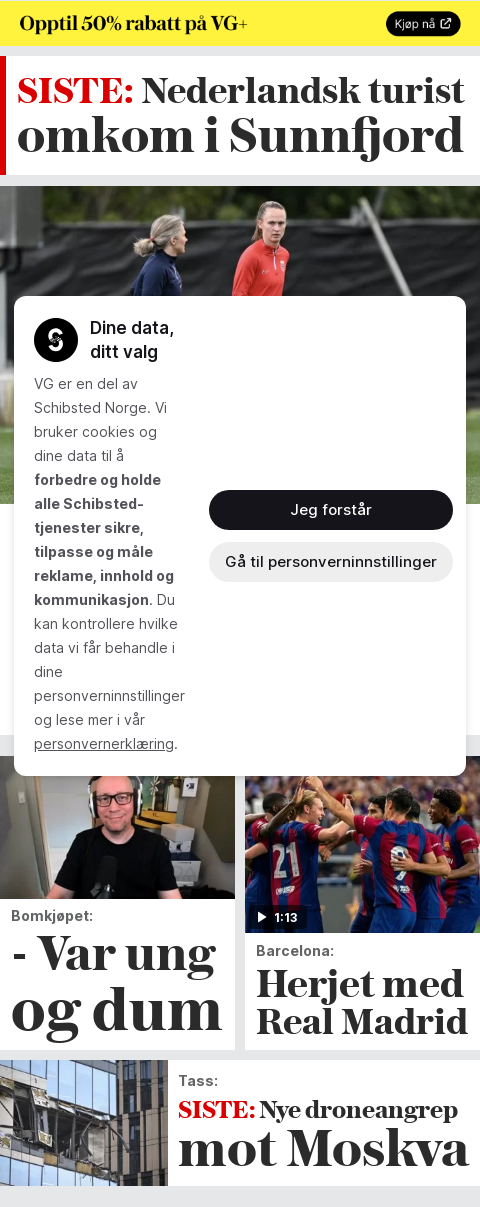 Opptil 50% rabatt på VG+
Kjøp nå
SISTE: Nederlandsk turist
omkom i Sunnfjord
Dine data,
ditt valg
VG er en del av
Schibsted Norge. Vi
bruker cookies og
dine data til å
forbedre og holde
alle Schibsted-
tjenester sikre,
tilpasse og måle
reklame, innhold og
kommunikasjon. Du
kan kontrollere hvilke
data vi får behandle i
dine
personverninnstillinger
og lese mer i vår
personvernerklæring.
Jeg forstår
Gå til personverninnstillinger
Bomkjøpet:
- Var ung
og dum
21
9
1:13
Barcelona:
Herjet med
Real Madrid
Tass:
SISTE: Nye droneangrep
mot Moskva